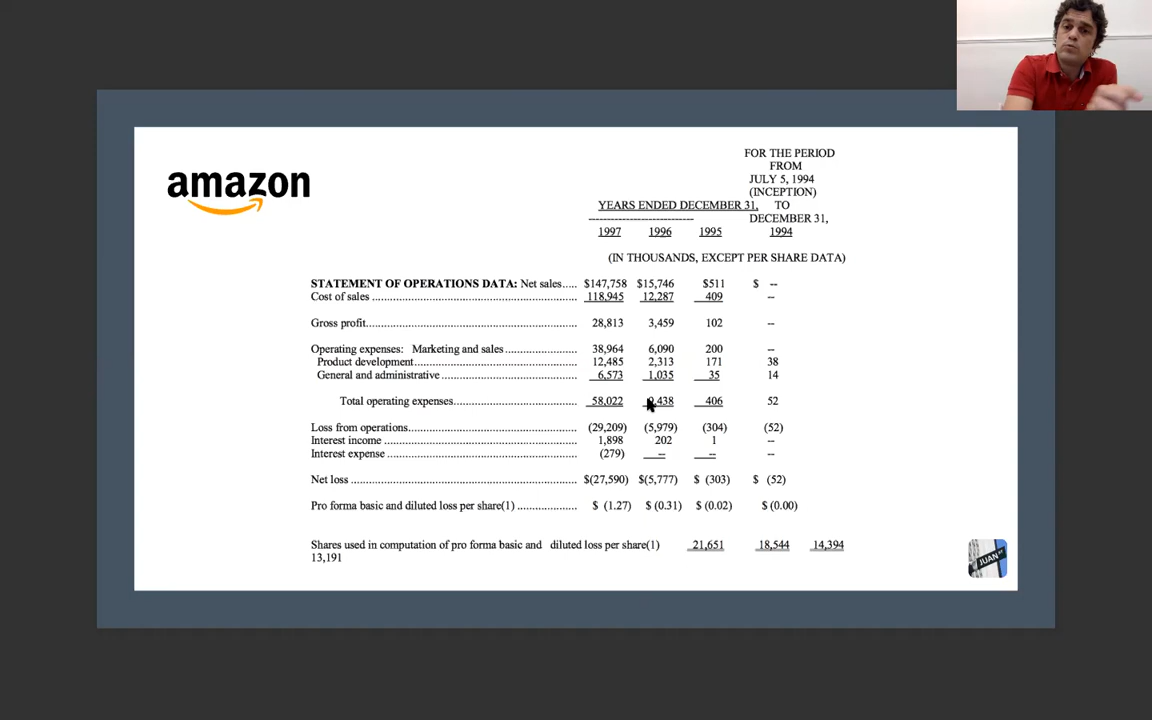 amazon
FOR THE PERIOD
FROM
JULY 5, 1994
(INCEPTION)
YEARS ENDED DECEMBER 31, TO
DECEMBER 31,
1997 1996 1995 1994
(IN THOUSANDS, EXCEPT PER SHARE DATA)
STATEMENT OF OPERATIONS DATA: Net sales..... $147,758 $15,746 $511 $ --
Cost of sales ............................................................. 118,945 12,287 409 --
Gross profit............................................................... 28,813 3,459 102 --
Operating expenses: Marketing and sales ..................... 38,964 6,090 200 --
Product development................................................. 12,485 2,313 171 38
General and administrative ......................................... 6,573 1,035 35 14
Total operating expenses..................................... 58,022 406 52
Loss from operations.................................................. (29,209) (5,979) (304) (52)
Interest income .......................................................... 1,898 202 1 --
Interest expense ......................................................... (279) -- -- --
Net loss .................................................................... $(27,590) $(5,777) $ (303) $ (52)
Pro forma basic and diluted loss per share(1) .................. $ (1.27) $ (0.31) $ (0.02) $ (0.00)
Shares used in computation of pro forma basic and diluted loss per share(1) 21,651 18,544 14,394
13,191
JUAN ST